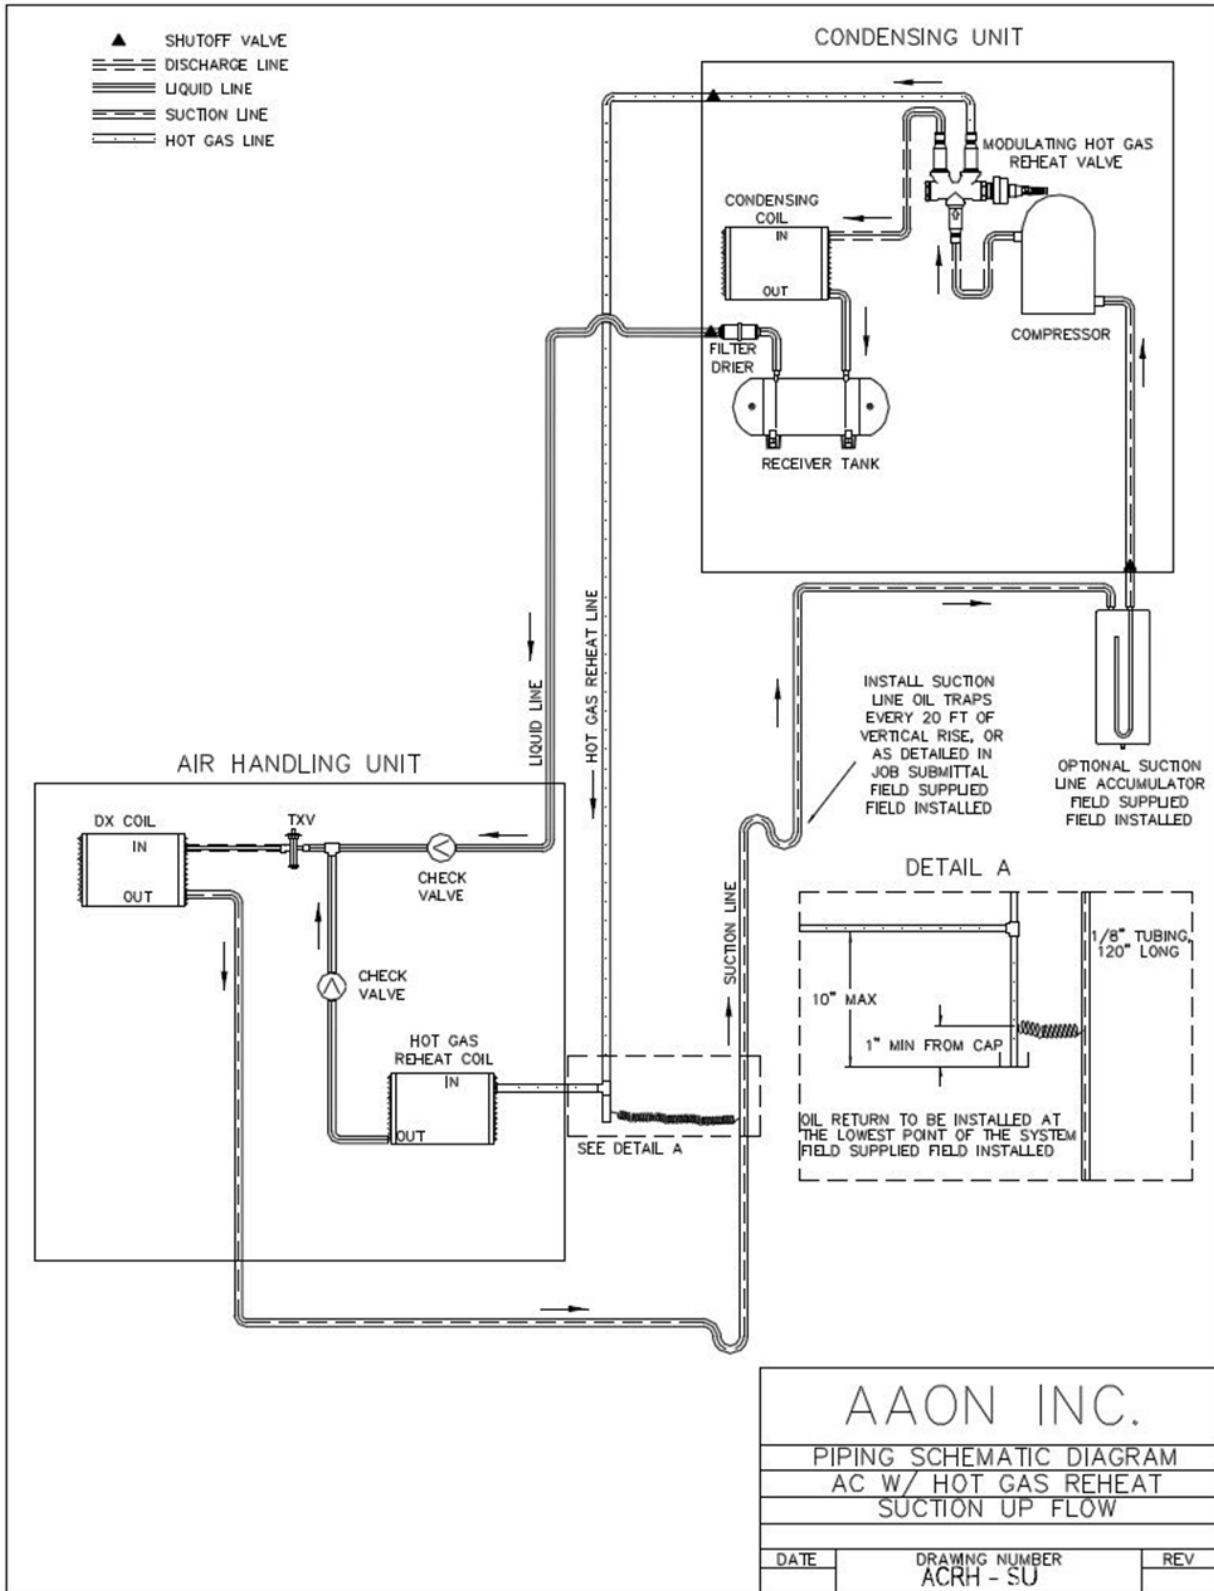 SHUTOFF VALVE
DISCHARGE LINE
LIQUID LINE
SUCTION LINE
HOT GAS LINE
CONDENSING UNIT
MODULATING HOT GAS
REHEAT VALVE
CONDENSING
COIL
IN
OUT
COMPRESSOR
FILTER
DRIER
RECEIVER TANK
LIQUID LINE
HOT GAS REHEAT LINE
INSTALL SUCTION
LINE OIL TRAPS
EVERY 20 FT OF
VERTICAL RISE, OR
AS DETAILED IN
JOB SUBMITTAL
FIELD SUPPLIED
FIELD INSTALLED
OPTIONAL SUCTION
LINE ACCUMULATOR
FIELD SUPPLIED
FIELD INSTALLED
AIR HANDLING UNIT
DX COIL
IN
OUT
TXV
CHECK
VALVE
CHECK
VALVE
HOT GAS
REHEAT COIL
IN
OUT
SUCTION LINE
SEE DETAIL A
DETAIL A
1/8" TUBING,
120" LONG
10" MAX
1" MIN FROM CAP
OIL RETURN TO BE INSTALLED AT
THE LOWEST POINT OF THE SYSTEM
FIELD SUPPLIED FIELD INSTALLED
AAON INC.
PIPING SCHEMATIC DIAGRAM
AC W/ HOT GAS REHEAT
SUCTION UP FLOW
DATE
DRAWING NUMBER
REV
ACRH - SU